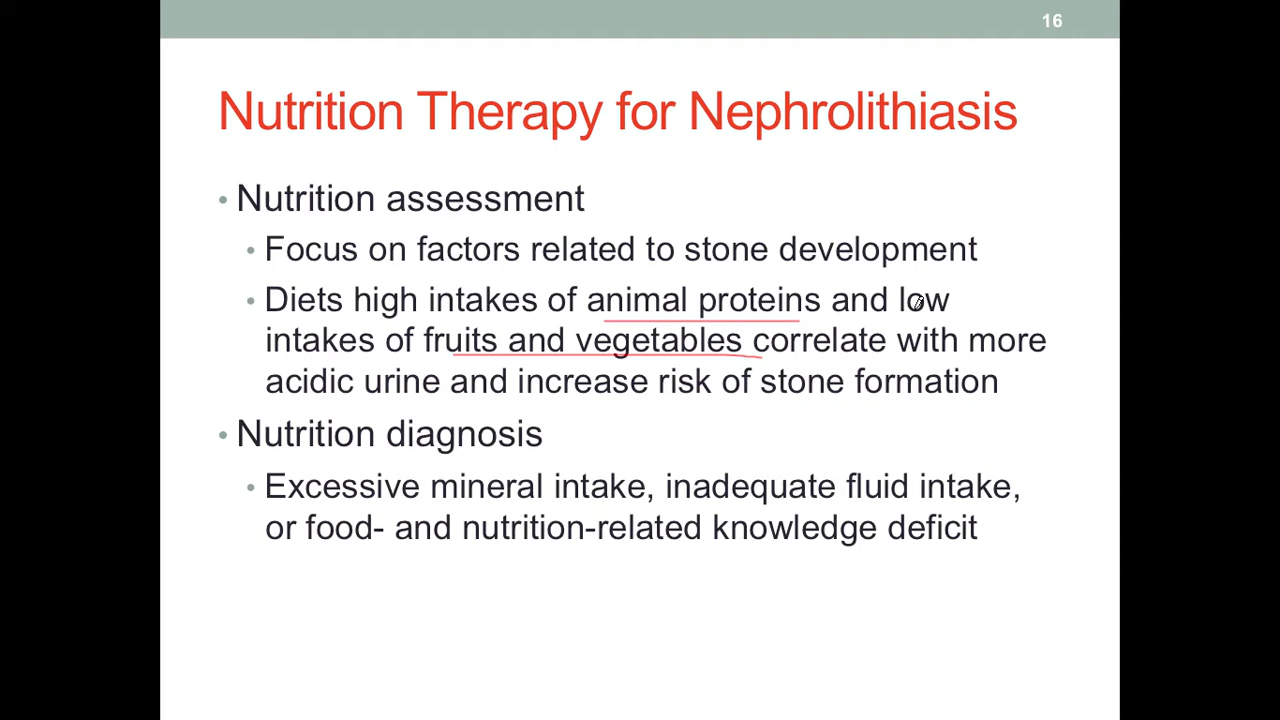 16
Nutrition Therapy for Nephrolithiasis
• Nutrition assessment
• Focus on factors related to stone development
• Diets high intakes of animal proteins and low
intakes of fruits and vegetables correlate with more
acidic urine and increase risk of stone formation
• Nutrition diagnosis
• Excessive mineral intake, inadequate fluid intake,
or food- and nutrition-related knowledge deficit